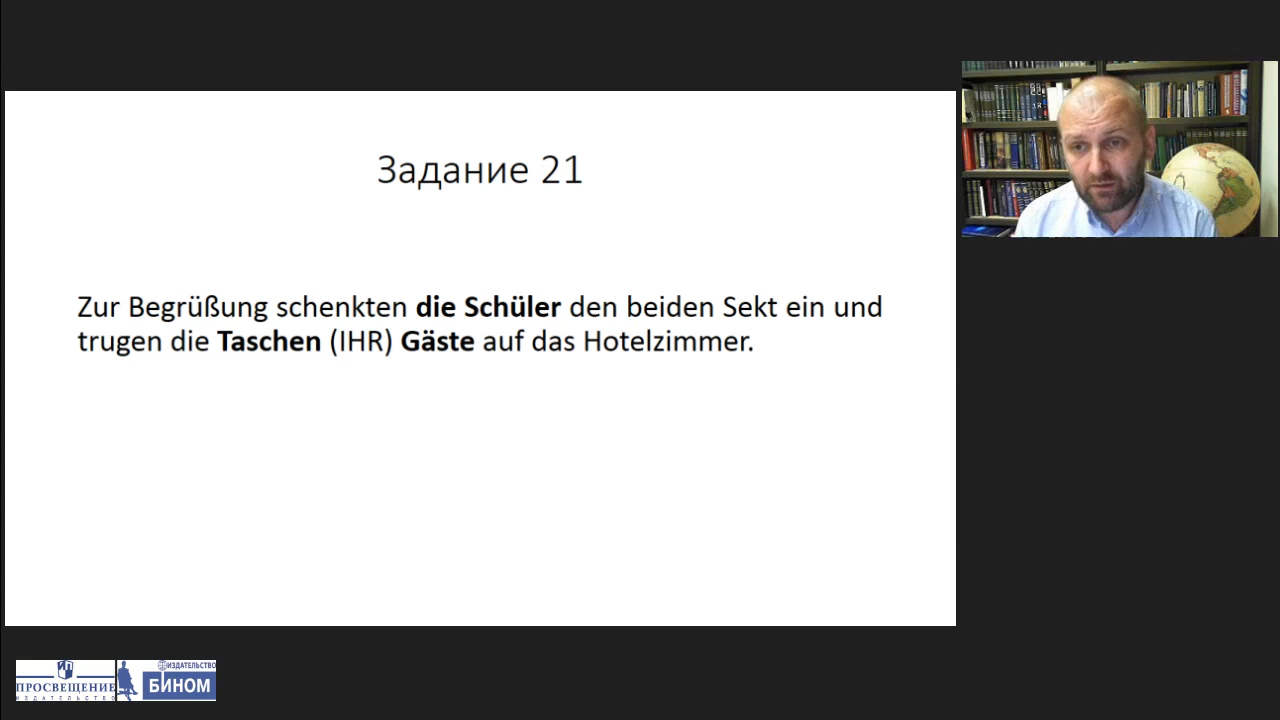 Задание 21
Zur Begrüßung schenkten die Schüler den beiden Sekt ein und
trugen die Taschen (IHR) Gäste auf das Hotelzimmer.
ПРОСВЕЩЕНИЕ
ИЗДАТЕЛЬСТВО
ИЗДАТЕЛЬСТВО
БИНОМ